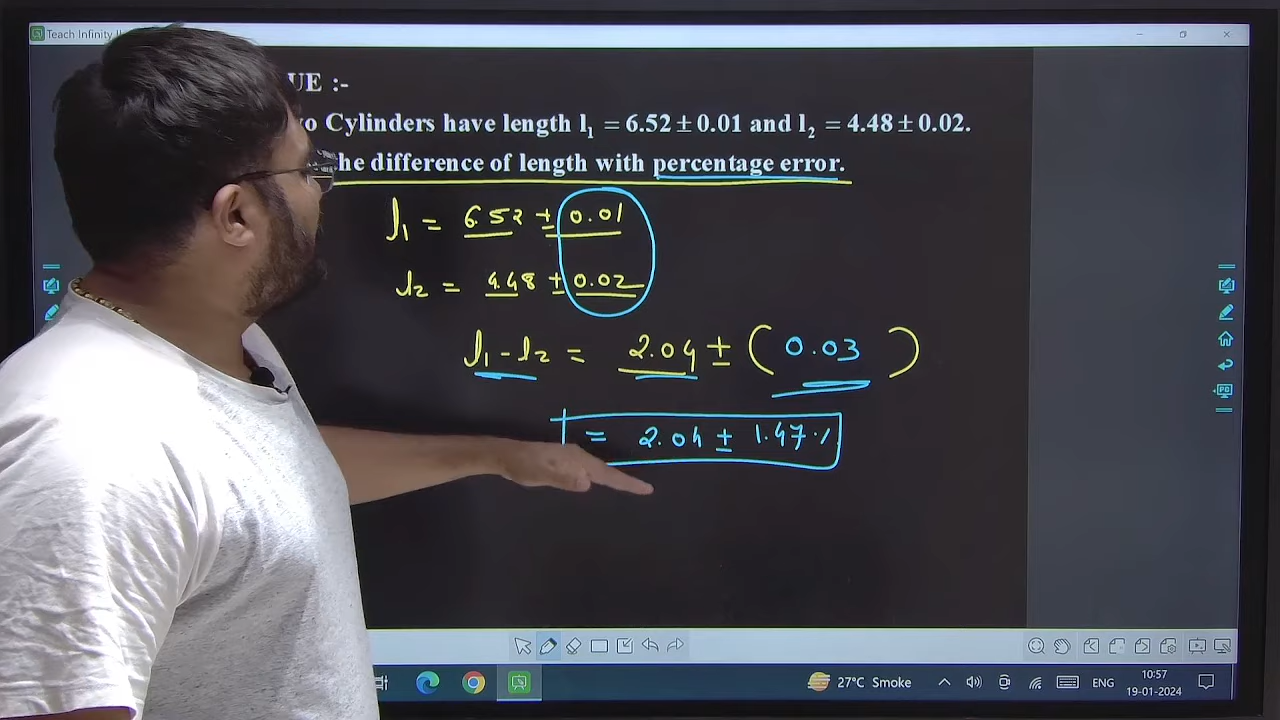 Teach Infinity
UE :-
Cylinders have length l₁ = 6.52 ± 0.01 and l₂ = 4.48 ± 0.02.
the difference of length with percentage error.
l₁ = 6.52 ± 0.01
l₂ = 4.48 ± 0.02
l₁ - l₂ = 2.04 ± ( 0.03 )
= 2.04 ± 1.47 %
27°C Smoke
ENG
10:57
19-01-2024